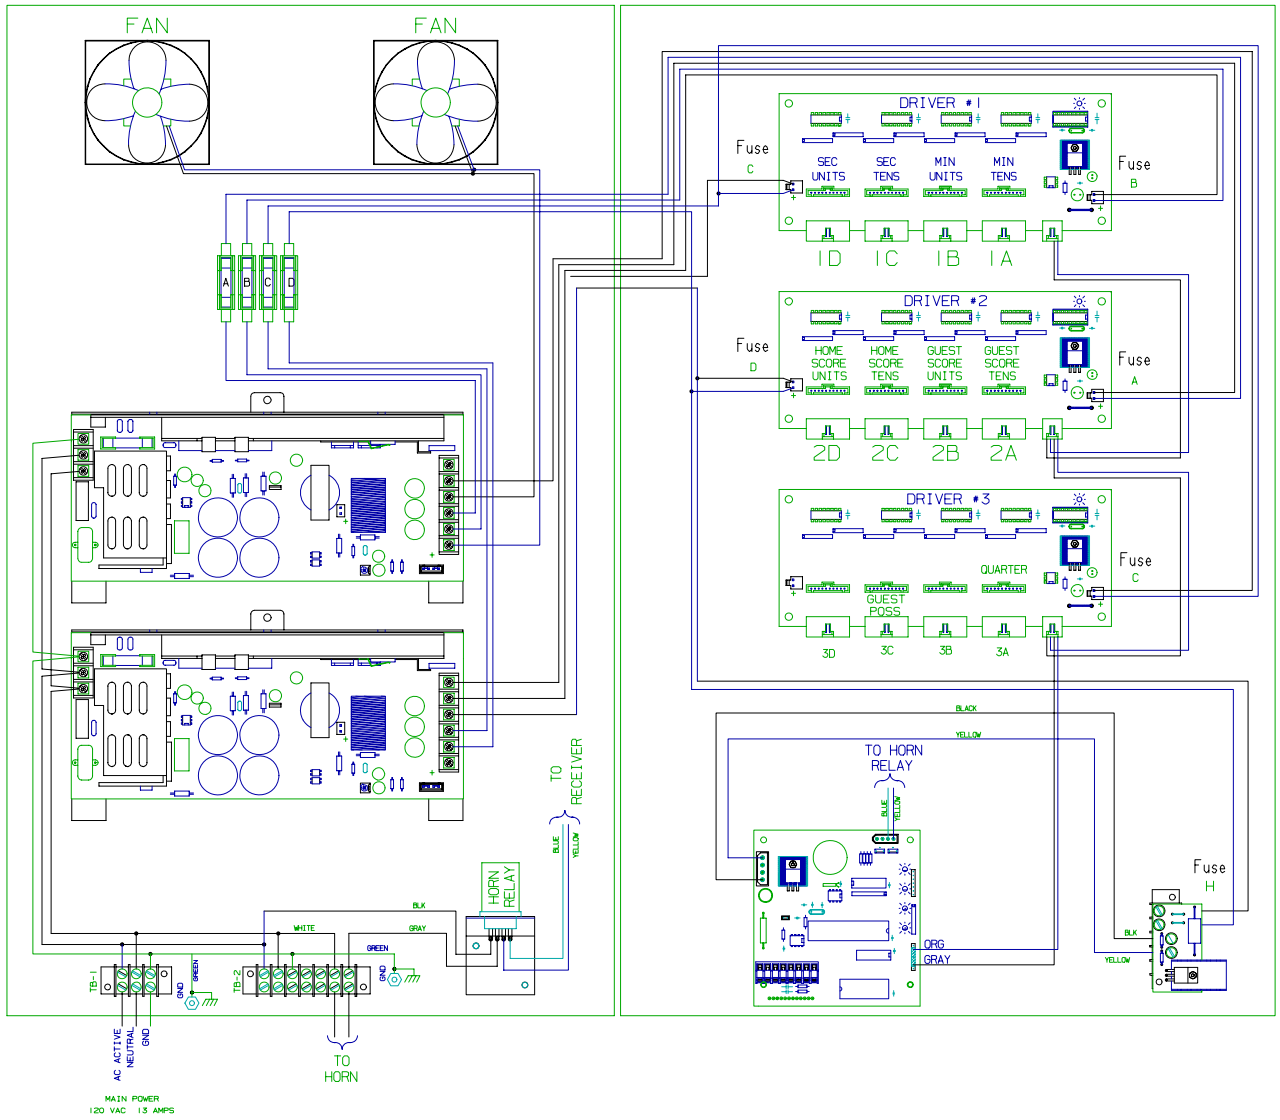 FAN
FAN
A
B
C
D
TO
RECEIVER
BLUE
YELLOW
HORN
RELAY
BLK
WHITE
GRAY
GREEN
GREEN
GND
GND
TB-1
TB-2
AC ACTIVE
NEUTRAL
GND
TO
HORN
MAIN POWER
120 VAC 13 AMPS
DRIVER #1
Fuse
C
SEC
UNITS
SEC
TENS
MIN
UNITS
MIN
TENS
Fuse
B
1D
1C
1B
1A
DRIVER #2
Fuse
D
HOME
SCORE
UNITS
HOME
SCORE
TENS
GUEST
SCORE
UNITS
GUEST
SCORE
TENS
Fuse
A
2D
2C
2B
2A
DRIVER #3
QUARTER
GUEST
POSS
Fuse
C
3D
3C
3B
3A
BLACK
YELLOW
TO HORN
RELAY
BLUE
YELLOW
ORG
GRAY
Fuse
H
BLK
YELLOW